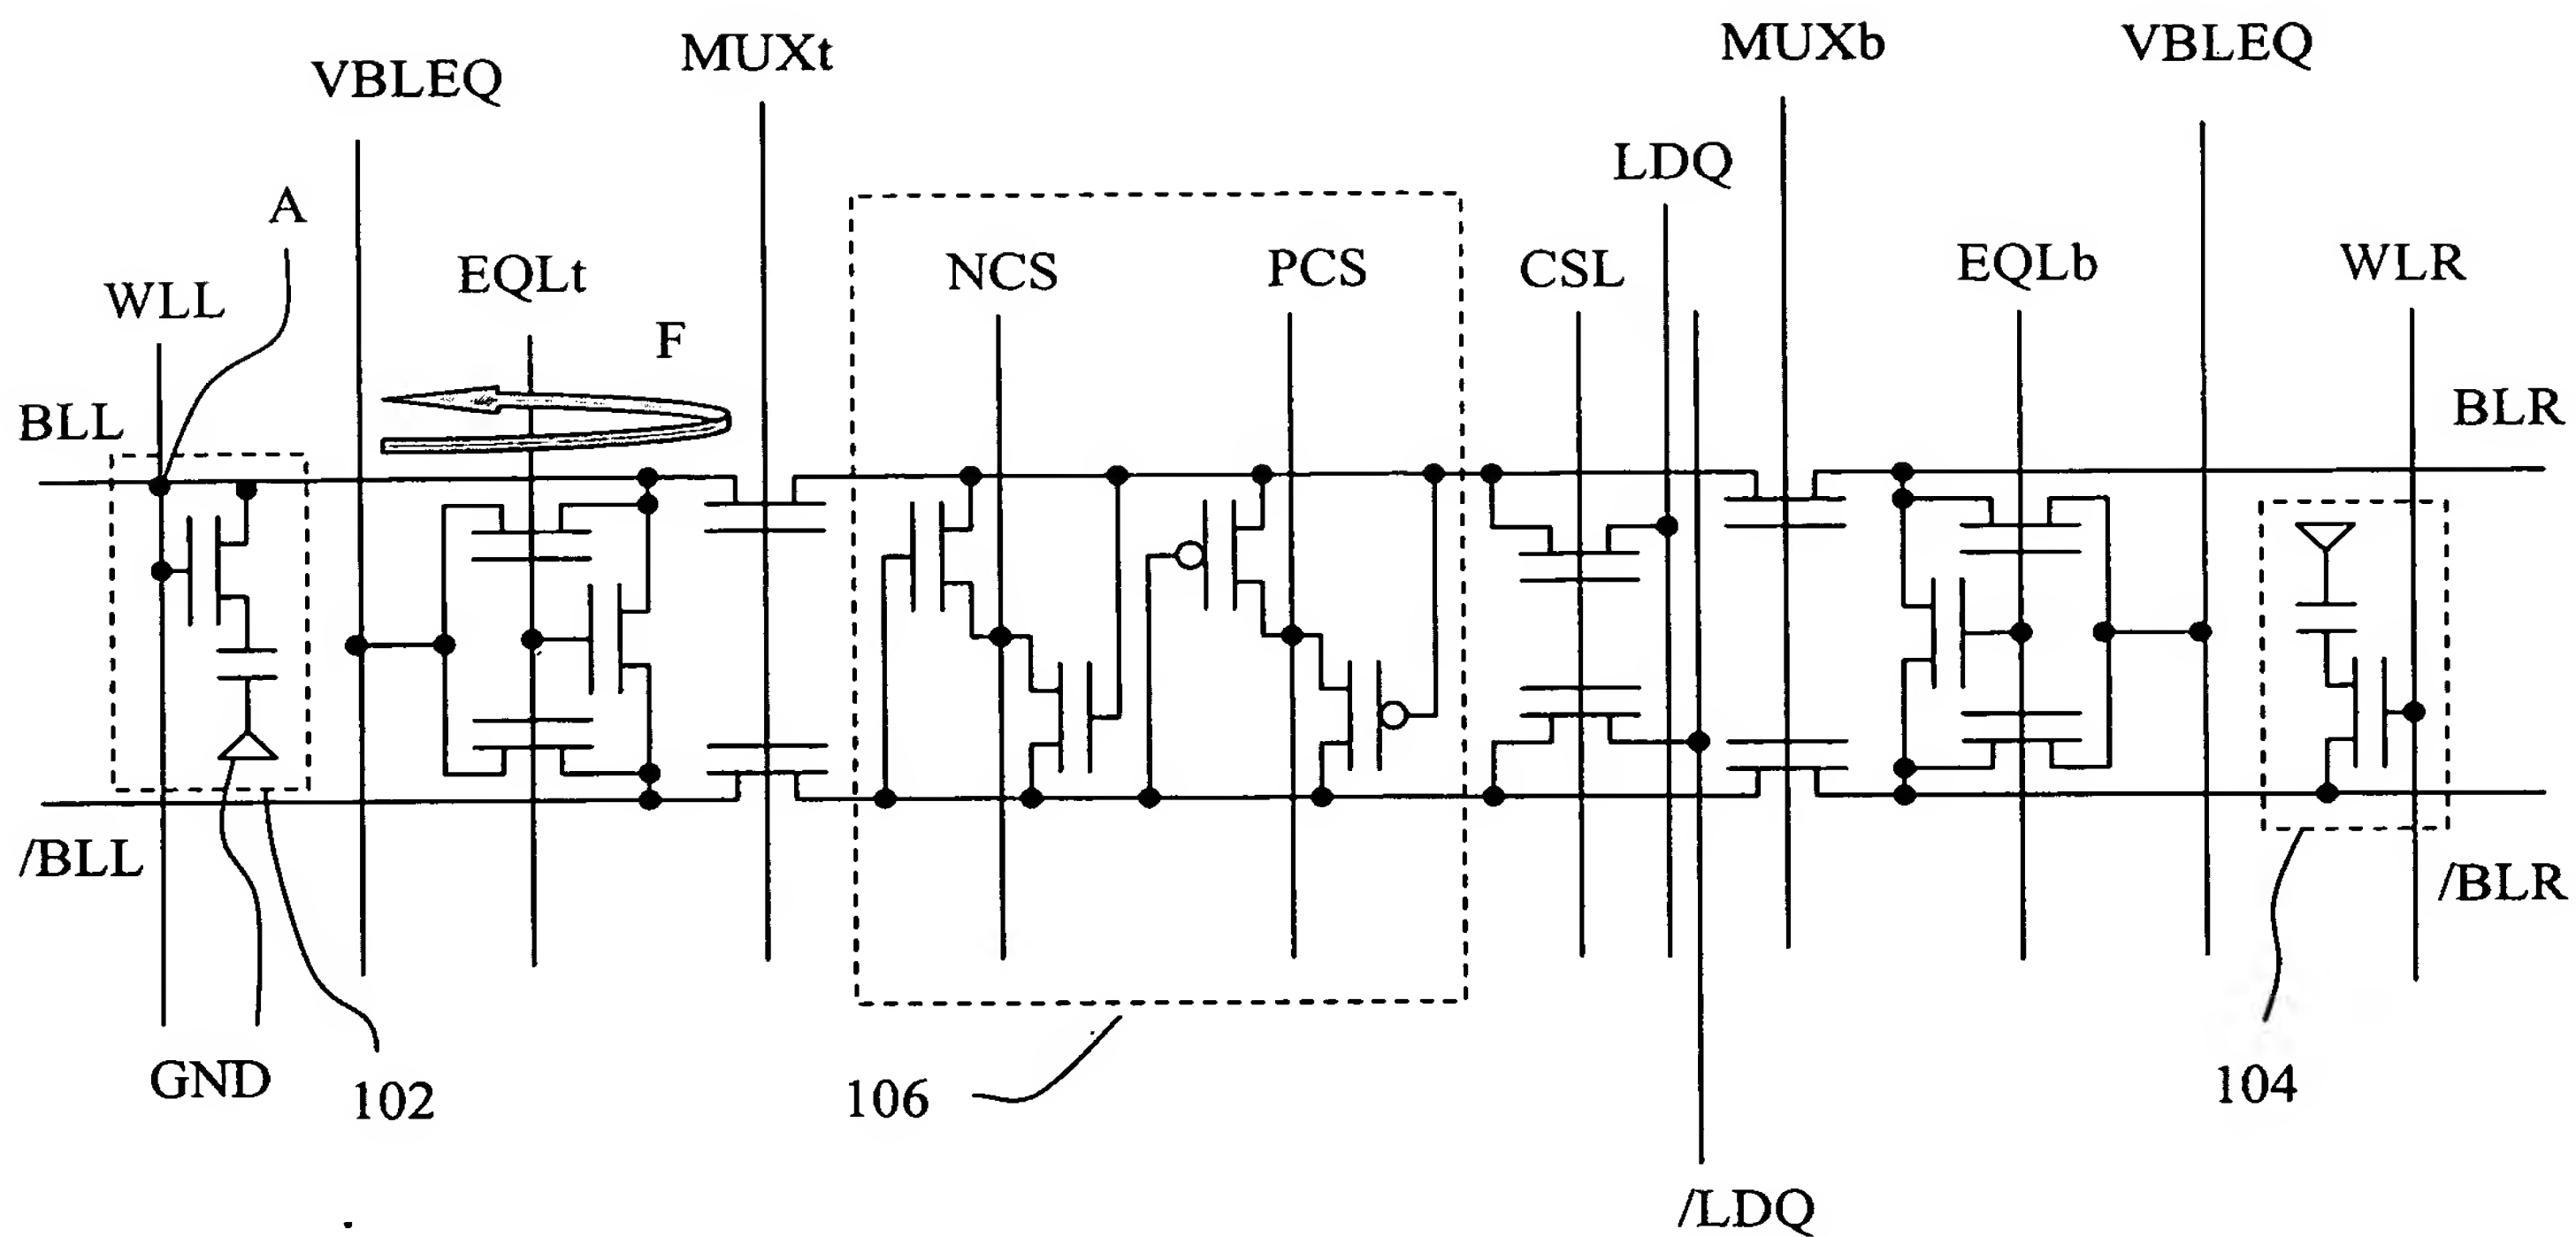 MUXt
MUXb
VBLEQ
VBLEQ
LDQ
A
EQLt
NCS
PCS
CSL
EQLb
WLR
WLL
F
BLL
BLR
/BLL
/BLR
GND
102
106
104
/LDQ